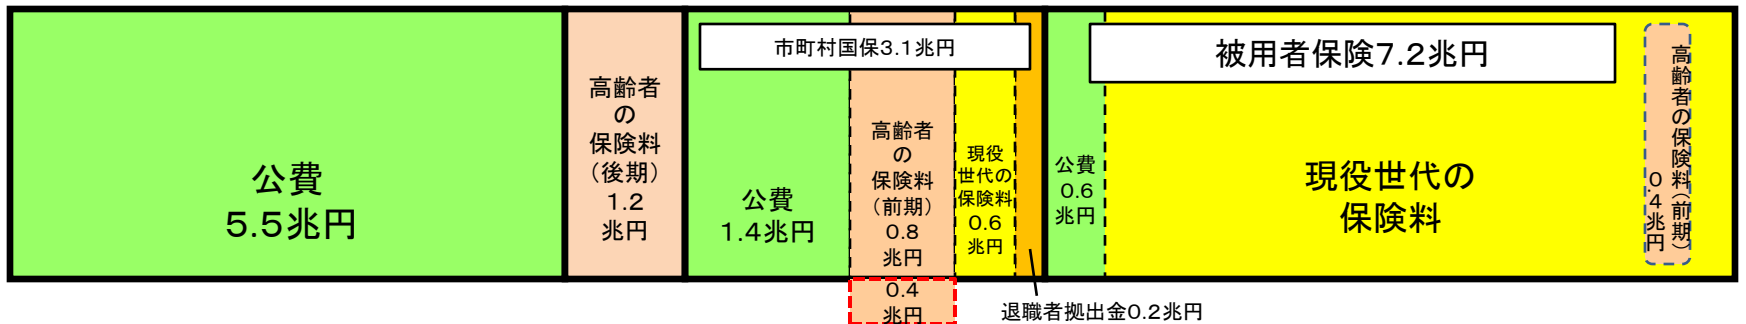 公費
5.5兆円
高齢者
の
保険料
(後期)
1.2
兆円
市町村国保3.1兆円
公費
1.4兆円
高齢者
の
保険料
(前期)
0.8
兆円
0.4
兆円
現役
世代の
保険料
0.6
兆円
退職者拠出金0.2兆円
被用者保険7.2兆円
公費
0.6
兆円
現役世代の
保険料
高齢者の保険料(前期)
0.4兆円